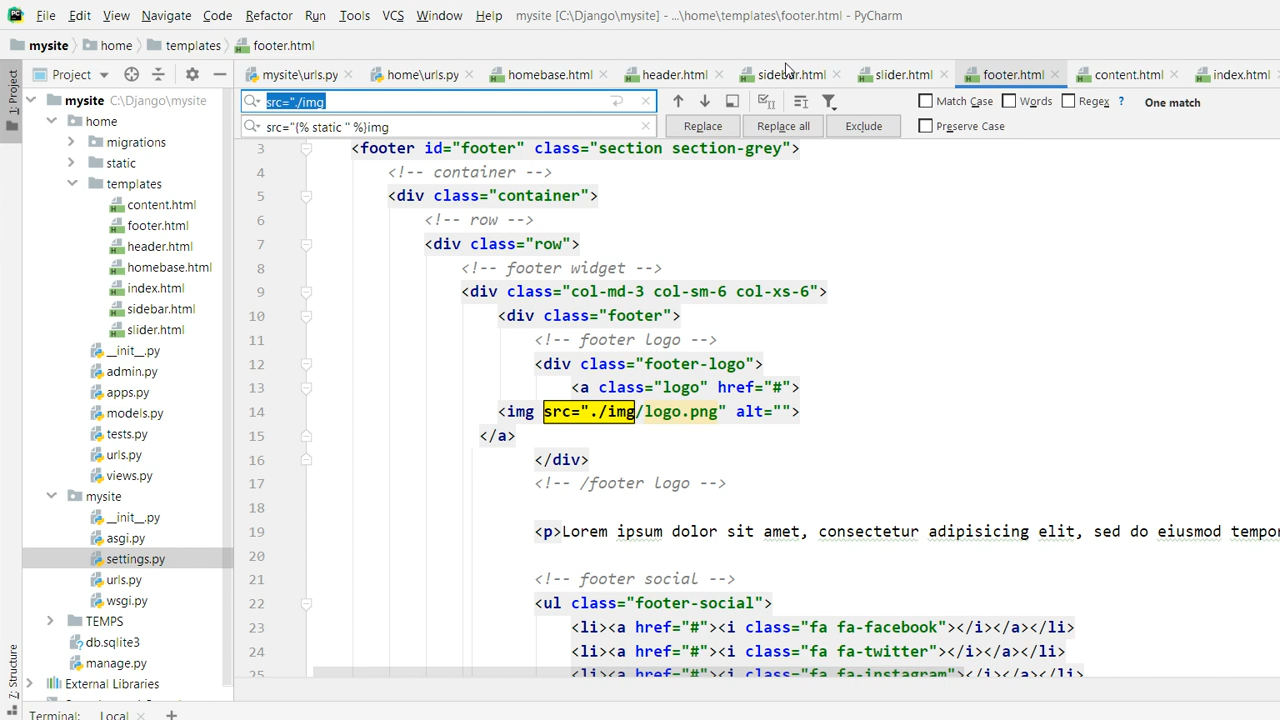 File Edit View Navigate Code Refactor Run Tools VCS Window Help mysite [C:\Django\mysite] - ...\home\templates\footer.html - PyCharm
mysite home templates footer.html
Project mysite\urls.py home\urls.py homebase.html header.html sidebar.html slider.html footer.html content.html index.html
1: Project
mysite C:\Django\mysite
home
migrations
static
templates
content.html
footer.html
header.html
homebase.html
index.html
sidebar.html
slider.html
__init__.py
admin.py
apps.py
models.py
tests.py
urls.py
views.py
mysite
__init__.py
asgi.py
settings.py
urls.py
wsgi.py
TEMPS
db.sqlite3
manage.py
External Libraries
Z: Structure
src="./img
Match Case Words Regex ? One match
src="{% static '' %}img
Replace Replace all Exclude Preserve Case
3 <footer id="footer" class="section section-grey">
4 <!-- container -->
5 <div class="container">
6 <!-- row -->
7 <div class="row">
8 <!-- footer widget -->
9 <div class="col-md-3 col-sm-6 col-xs-6">
10 <div class="footer">
11 <!-- footer logo -->
12 <div class="footer-logo">
13 <a class="logo" href="#">
14 <img src="./img/logo.png" alt="">
15 </a>
16 </div>
17 <!-- /footer logo -->
18
19 <p>Lorem ipsum dolor sit amet, consectetur adipisicing elit, sed do eiusmod tempor
20
21 <!-- footer social -->
22 <ul class="footer-social">
23 <li><a href="#"><i class="fa fa-facebook"></i></a></li>
24 <li><a href="#"><i class="fa fa-twitter"></i></a></li>
25 <li><a href="#"><i class="fa fa-instagram"></i></a></li>
Terminal: Local +